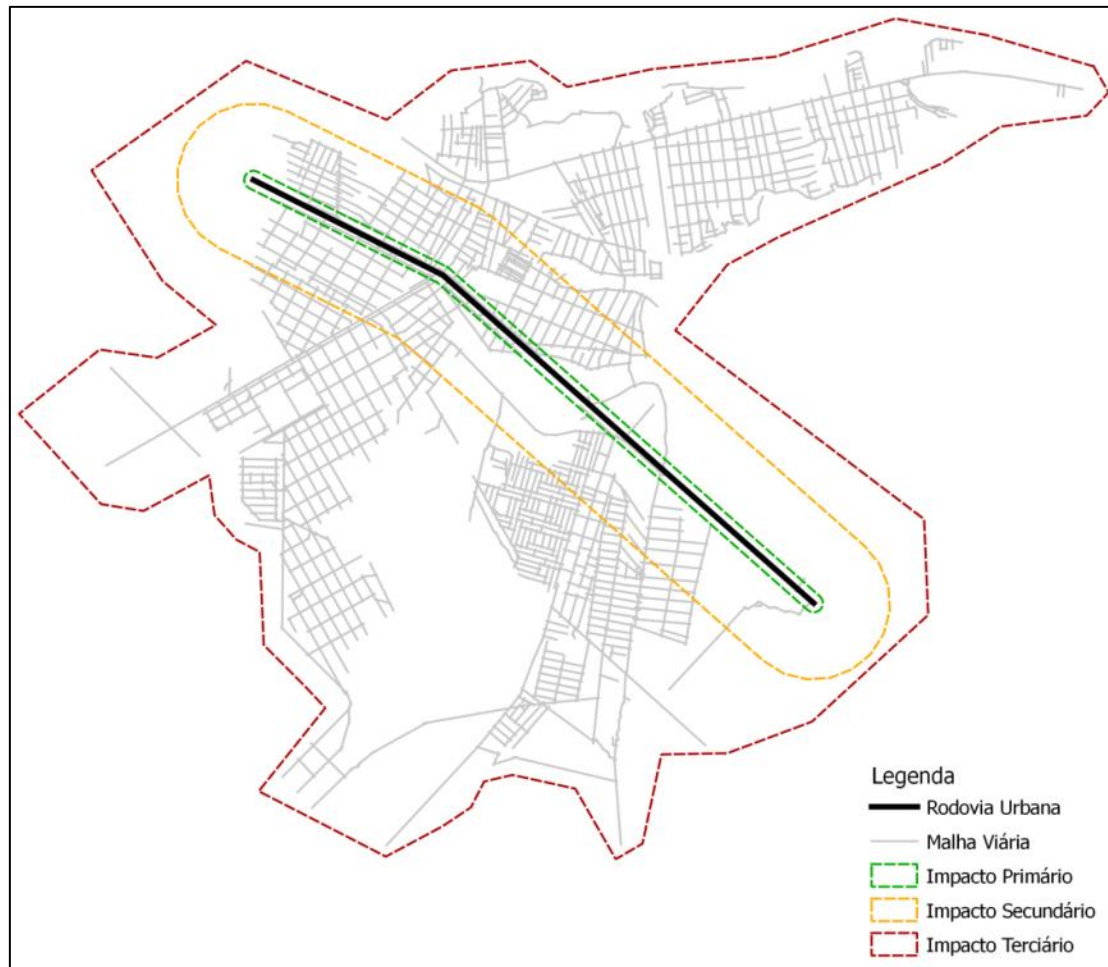 Legenda
Rodovia Urbana
Malha Viária
Impacto Primário
Impacto Secundário
Impacto Terciário